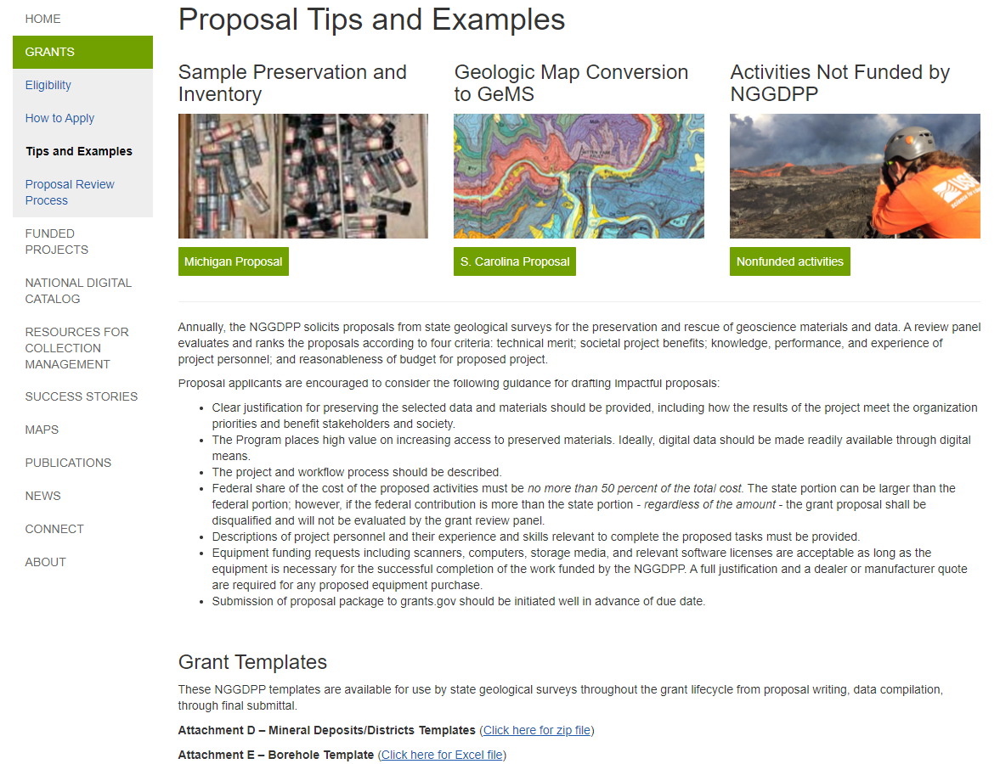 HOME
GRANTS
Eligibility
How to Apply
Tips and Examples
Proposal Review
Process
FUNDED
PROJECTS
NATIONAL DIGITAL
CATALOG
RESOURCES FOR
COLLECTION
MANAGEMENT
SUCCESS STORIES
MAPS
PUBLICATIONS
NEWS
CONNECT
ABOUT
Proposal Tips and Examples
Sample Preservation and
Inventory
Michigan Proposal
Geologic Map Conversion
to GeMS
S. Carolina Proposal
Activities Not Funded by
NGGDPP
Nonfunded activities
Annually, the NGGDPP solicits proposals from state geological surveys for the preservation and rescue of geoscience materials and data. A review panel
evaluates and ranks the proposals according to four criteria: technical merit; societal project benefits; knowledge, performance, and experience of
project personnel; and reasonableness of budget for proposed project.
Proposal applicants are encouraged to consider the following guidance for drafting impactful proposals:
• Clear justification for preserving the selected data and materials should be provided, including how the results of the project meet the organization
priorities and benefit stakeholders and society.
• The Program places high value on increasing access to preserved materials. Ideally, digital data should be made readily available through digital
means.
• The project and workflow process should be described.
• Federal share of the cost of the proposed activities must be no more than 50 percent of the total cost. The state portion can be larger than the
federal portion; however, if the federal contribution is more than the state portion - regardless of the amount - the grant proposal shall be
disqualified and will not be evaluated by the grant review panel.
• Descriptions of project personnel and their experience and skills relevant to complete the proposed tasks must be provided.
• Equipment funding requests including scanners, computers, storage media, and relevant software licenses are acceptable as long as the
equipment is necessary for the successful completion of the work funded by the NGGDPP. A full justification and a dealer or manufacturer quote
are required for any proposed equipment purchase.
• Submission of proposal package to grants.gov should be initiated well in advance of due date.
Grant Templates
These NGGDPP templates are available for use by state geological surveys throughout the grant lifecycle from proposal writing, data compilation,
through final submittal.
Attachment D – Mineral Deposits/Districts Templates (Click here for zip file)
Attachment E – Borehole Template (Click here for Excel file)